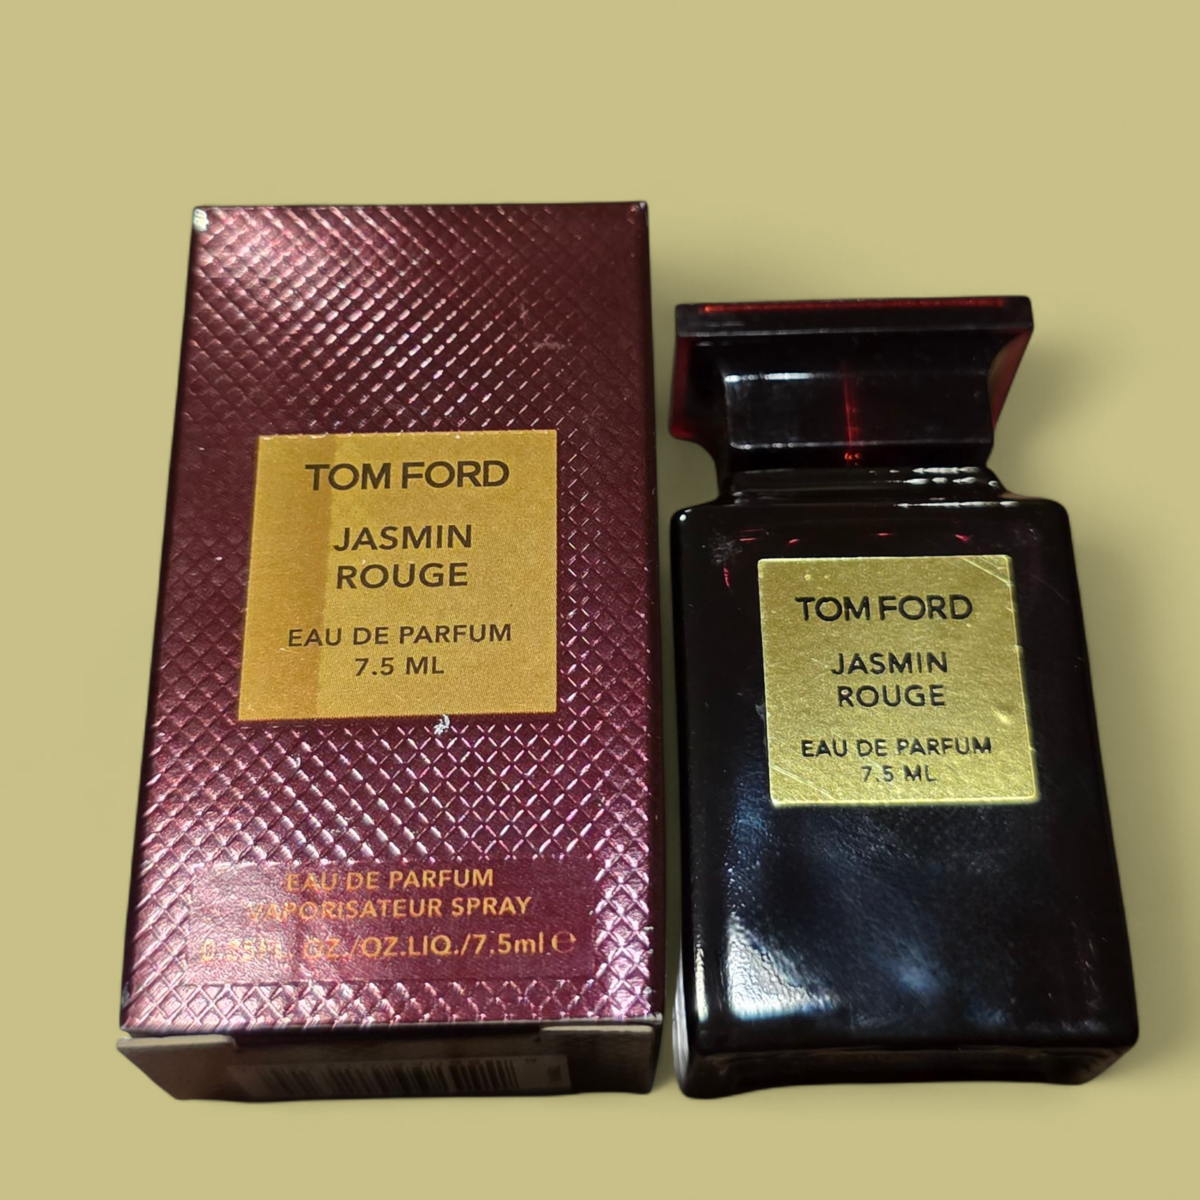 TOM FORD
JASMIN
ROUGE
EAU DE PARFUM
7.5 ML
EAU DE PARFUM
VAPORISATEUR SPRAY
GZ./OZ.LIQ./7.5ml ℮
TOM FORD
JASMIN
ROUGE
EAU DE PARFUM
7.5 ML